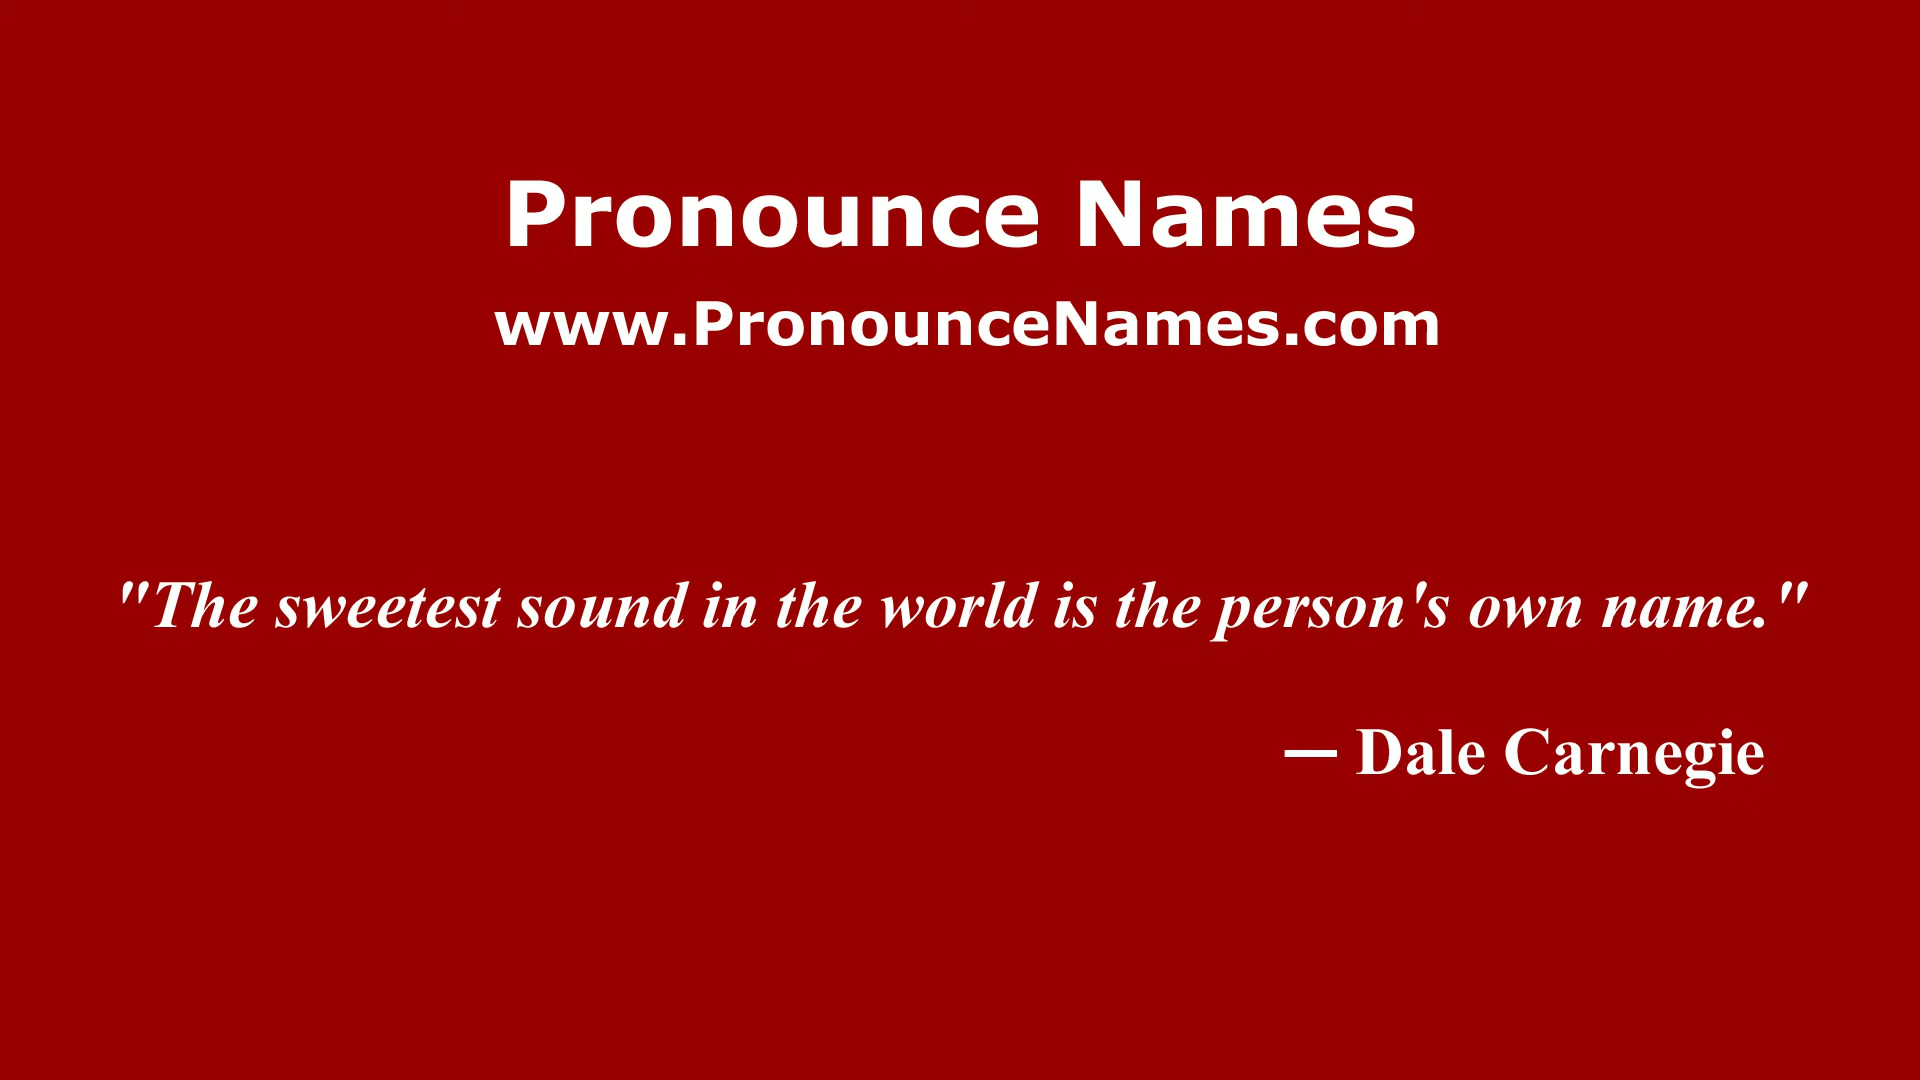 Pronounce Names
www.PronounceNames.com
"The sweetest sound in the world is the person's own name."
— Dale Carnegie